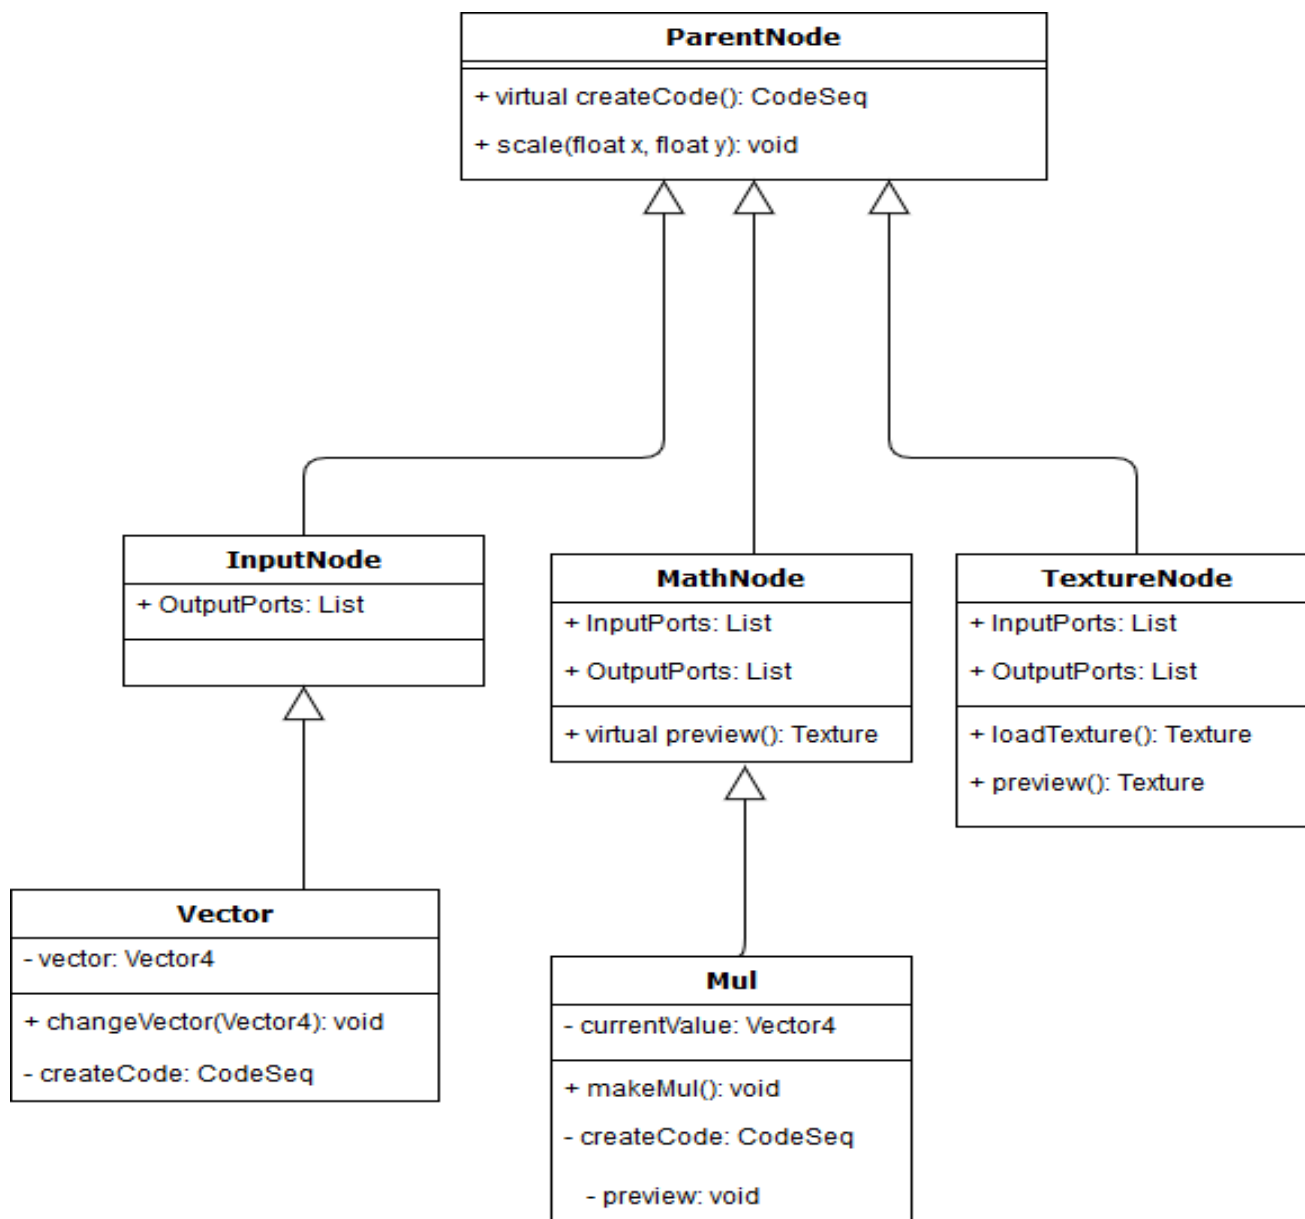 ParentNode
+ virtual createCode(): CodeSeq
+ scale(float x, float y): void
InputNode
+ OutputPorts: List
MathNode
+ InputPorts: List
+ OutputPorts: List
+ virtual preview(): Texture
TextureNode
+ InputPorts: List
+ OutputPorts: List
+ loadTexture(): Texture
+ preview(): Texture
Vector
- vector: Vector4
+ changeVector(Vector4): void
- createCode: CodeSeq
Mul
- currentValue: Vector4
+ makeMul(): void
- createCode: CodeSeq
- preview: void